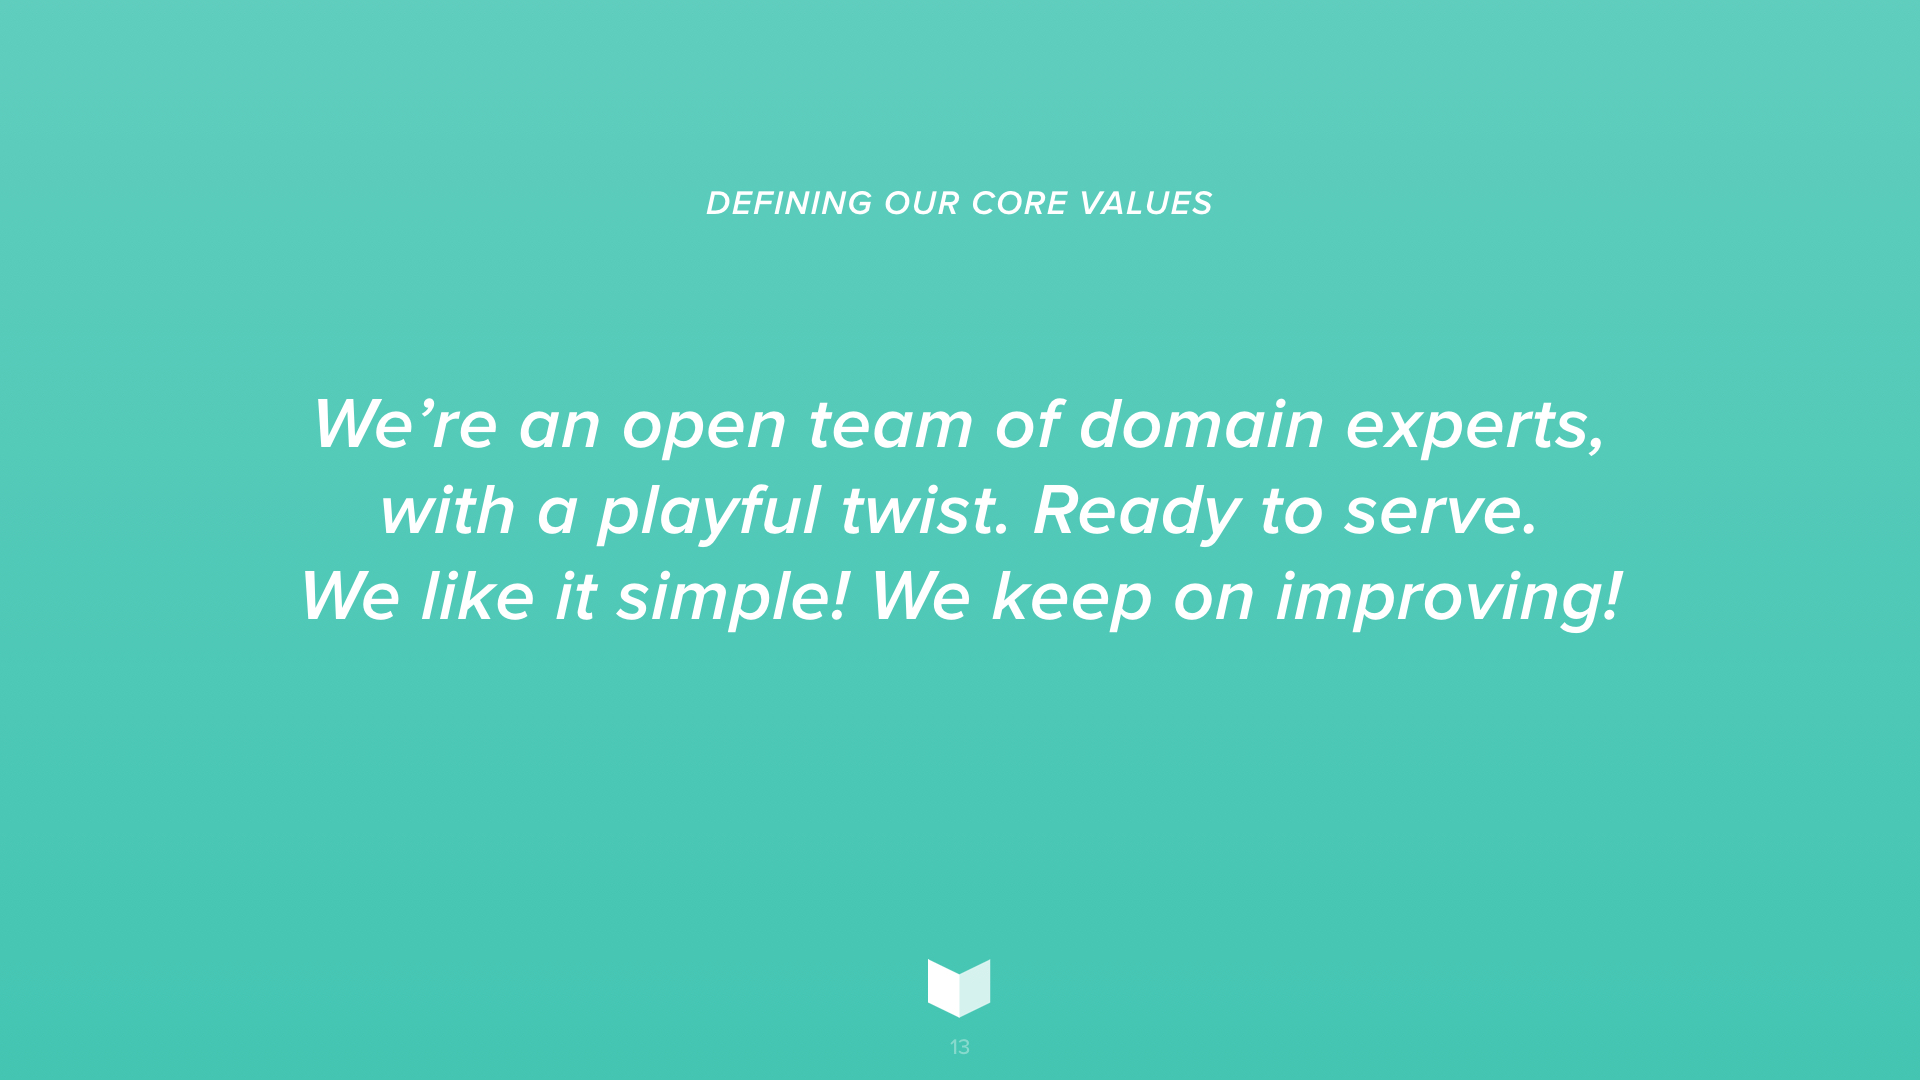 DEFINING OUR CORE VALUES
We’re an open team of domain experts,
with a playful twist. Ready to serve.
We like it simple! We keep on improving!
13